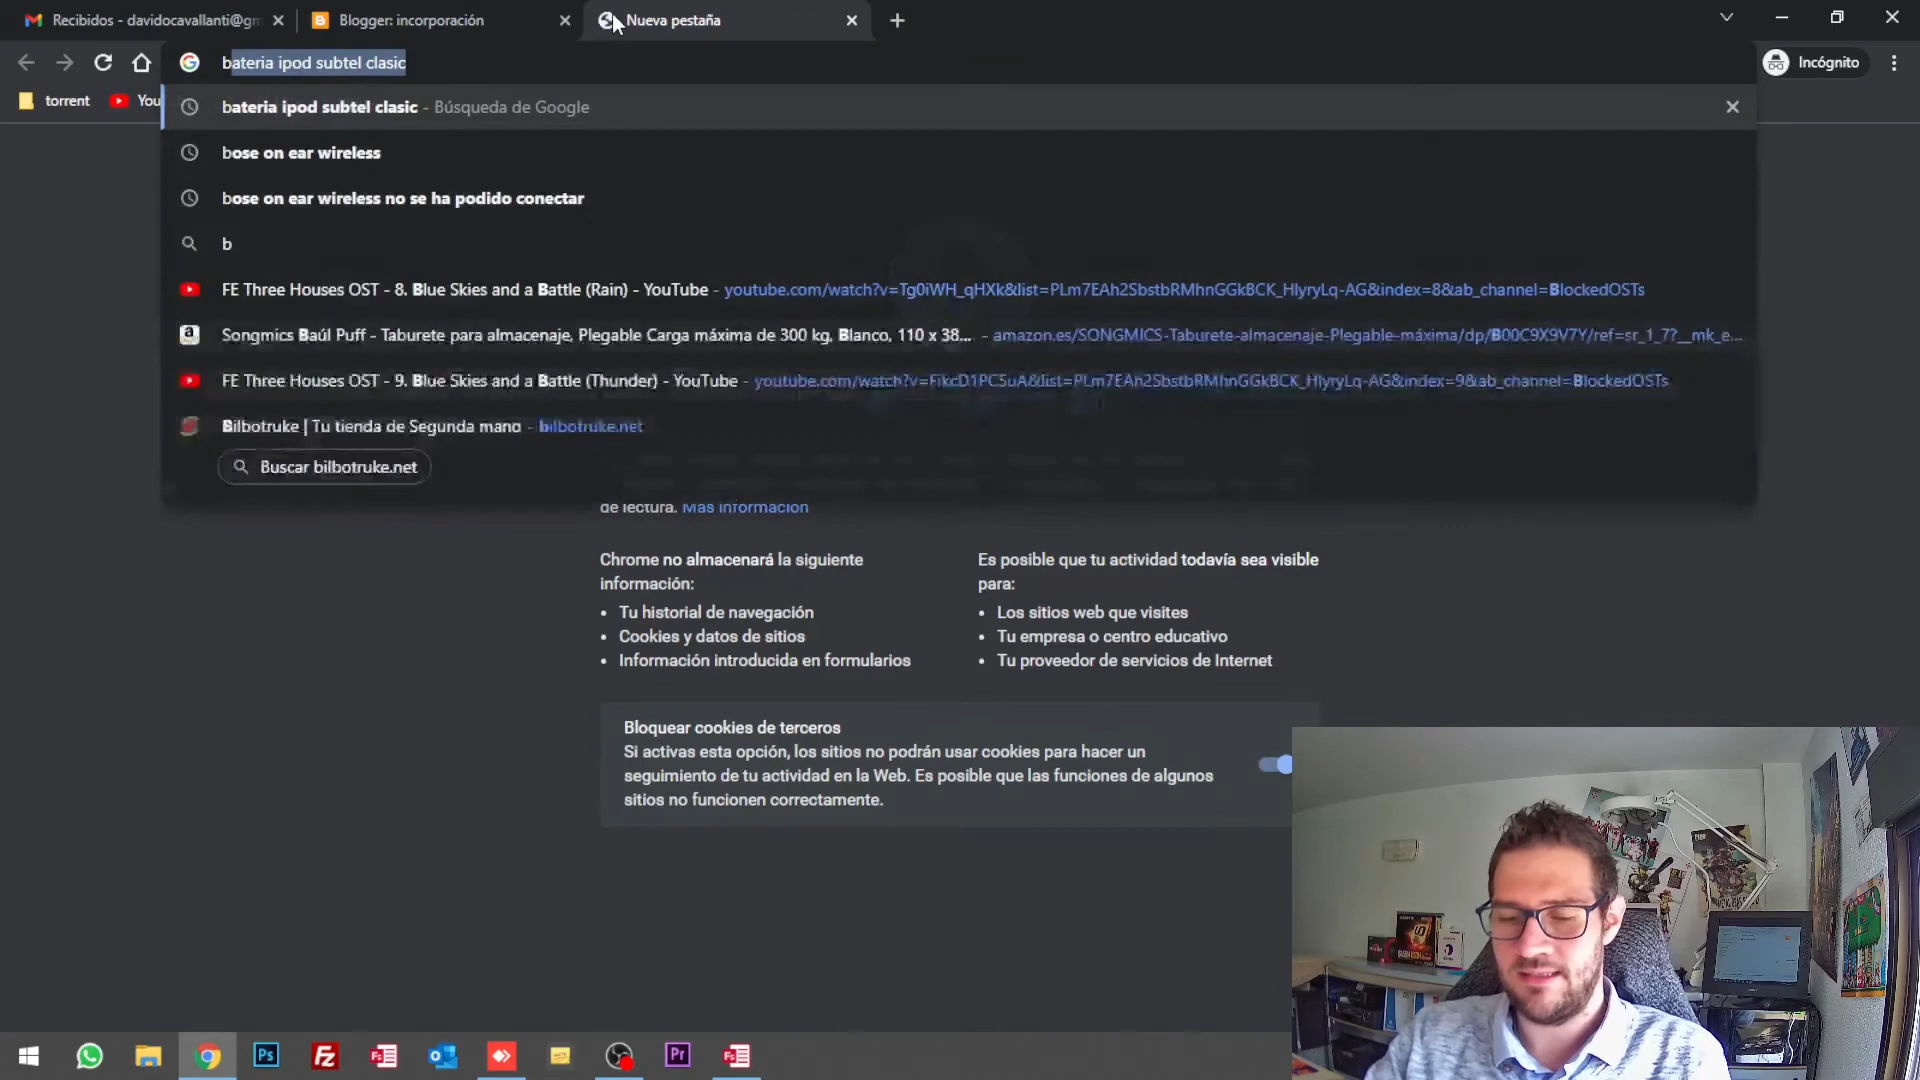 Recibidos - davidocavallanti@gm
Blogger: incorporación
Nueva pestaña
bateria ipod subtel clasic
Incógnito
torrent
You
bateria ipod subtel clasic - Búsqueda de Google
bose on ear wireless
bose on ear wireless no se ha podido conectar
b
FE Three Houses OST - 8. Blue Skies and a Battle (Rain) - YouTube - youtube.com/watch?v=Tg0iWH_qHXk&list=PLm7EAh2SbstbRMhnGGkBCK_HlyryLq-AG&index=8&ab_channel=BlockedOSTs
Songmics Baúl Puff - Taburete para almacenaje, Plegable Carga máxima de 300 kg, Blanco, 110 x 38... - amazon.es/SONGMICS-Taburete-almacenaje-Plegable-máxima/dp/B00C9X9V7Y/ref=sr_1_7?__mk_e...
FE Three Houses OST - 9. Blue Skies and a Battle (Thunder) - YouTube - youtube.com/watch?v=FikcD1PC5uA&list=PLm7EAh2SbstbRMhnGGkBCK_HlyryLq-AG&index=9&ab_channel=BlockedOSTs
Bilbotruke | Tu tienda de Segunda mano - bilbotruke.net
Buscar bilbotruke.net
de lectura. Más información
Chrome no almacenará la siguiente
información:
• Tu historial de navegación
• Cookies y datos de sitios
• Información introducida en formularios
Es posible que tu actividad todavía sea visible
para:
• Los sitios web que visites
• Tu empresa o centro educativo
• Tu proveedor de servicios de Internet
Bloquear cookies de terceros
Si activas esta opción, los sitios no podrán usar cookies para hacer un
seguimiento de tu actividad en la Web. Es posible que las funciones de algunos
sitios no funcionen correctamente.
Ps
Fz
Fs
Pr
Fs